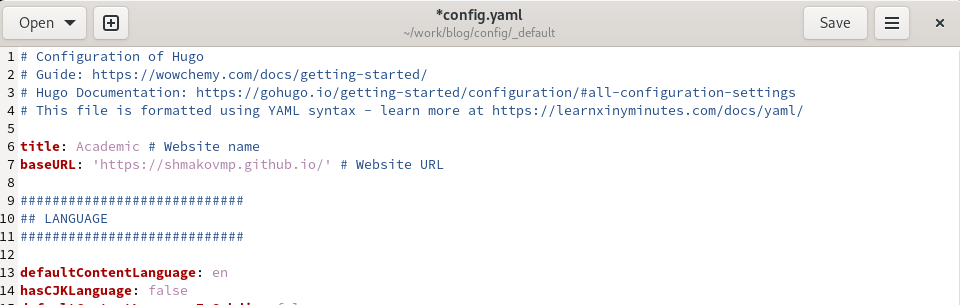 Open
*config.yaml
~/work/blog/config/_default
Save
1 # Configuration of Hugo
2 # Guide: https://wowchemy.com/docs/getting-started/
3 # Hugo Documentation: https://gohugo.io/getting-started/configuration/#all-configuration-settings
4 # This file is formatted using YAML syntax - learn more at https://learnxinyminutes.com/docs/yaml/
5
6 title: Academic # Website name
7 baseURL: 'https://shmakovmp.github.io/' # Website URL
8
9 ############################
10 ## LANGUAGE
11 ############################
12
13 defaultContentLanguage: en
14 hasCJKLanguage: false